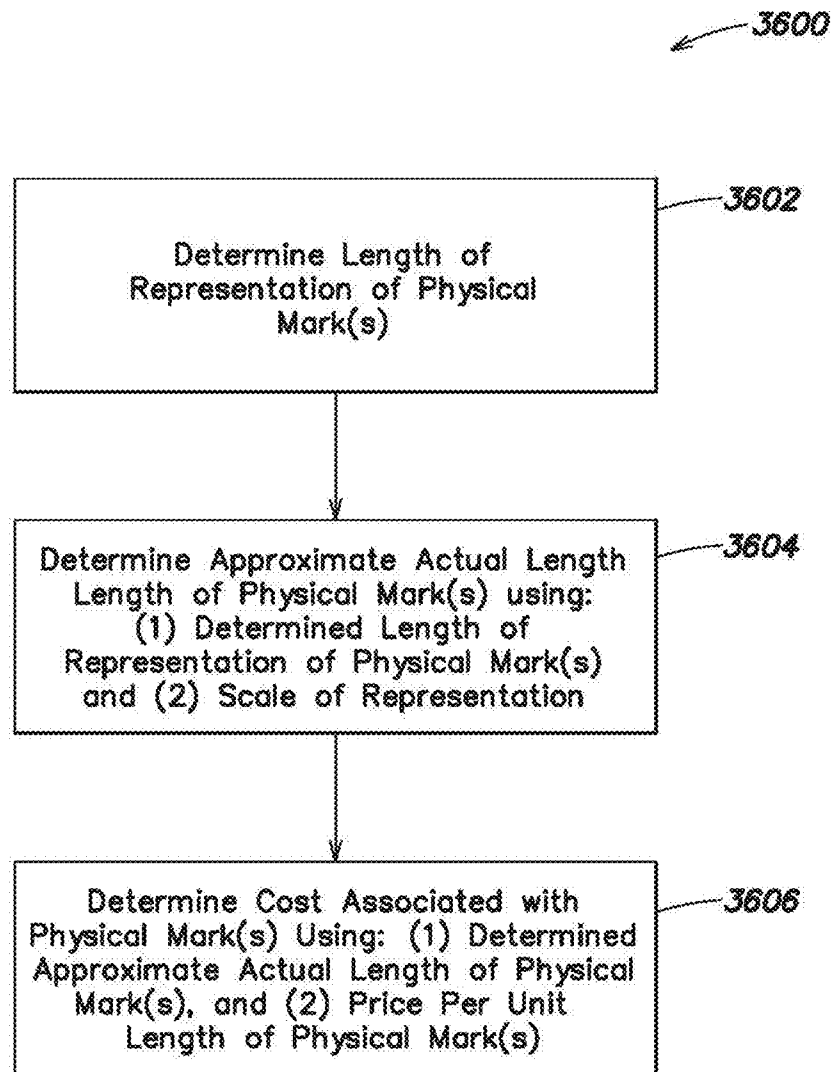 3600
3602
Determine Length of
Representation of Physical
Mark(s)
3604
Determine Approximate Actual Length
Length of Physical Mark(s) using:
(1) Determined Length of
Representation of Physical Mark(s)
and (2) Scale of Representation
3606
Determine Cost Associated with
Physical Mark(s) Using: (1) Determined
Approximate Actual Length of Physical
Mark(s), and (2) Price Per Unit
Length of Physical Mark(s)